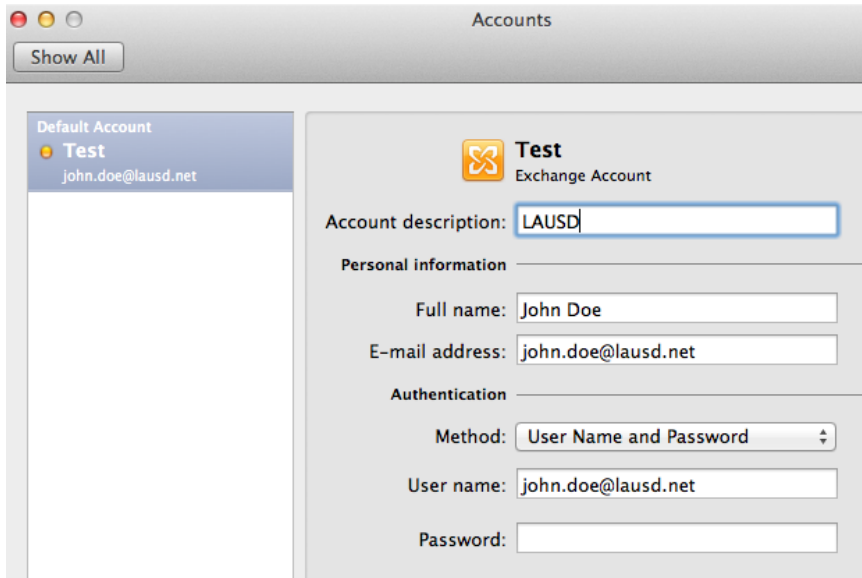 Accounts
Show All
Default Account
Test
john.doe@lausd.net
Test
Exchange Account
Account description: LAUSD
Personal information
Full name: John Doe
E-mail address: john.doe@lausd.net
Authentication
Method: User Name and Password
User name: john.doe@lausd.net
Password: